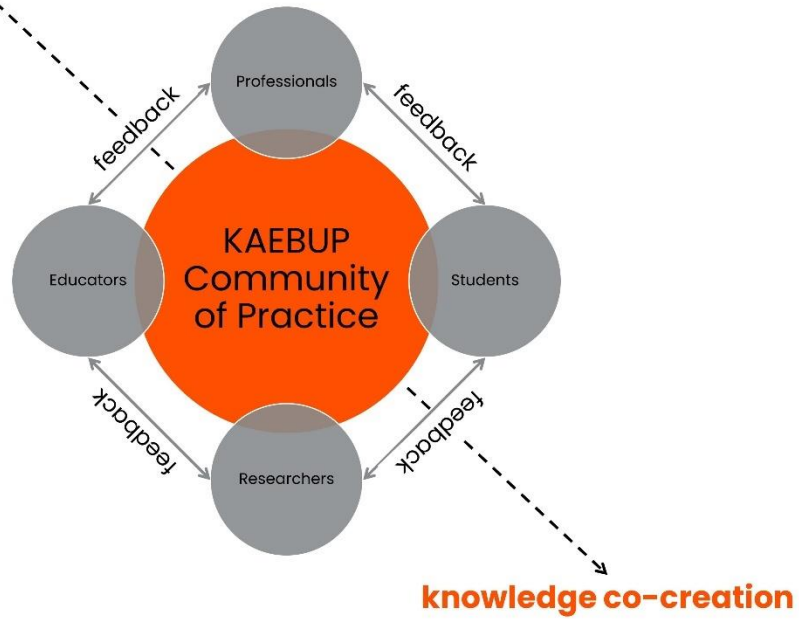 Professionals
feedback
feedback
KAEBUP
Community
of Practice
Educators
Students
feedback
feedback
Researchers
knowledge co-creation